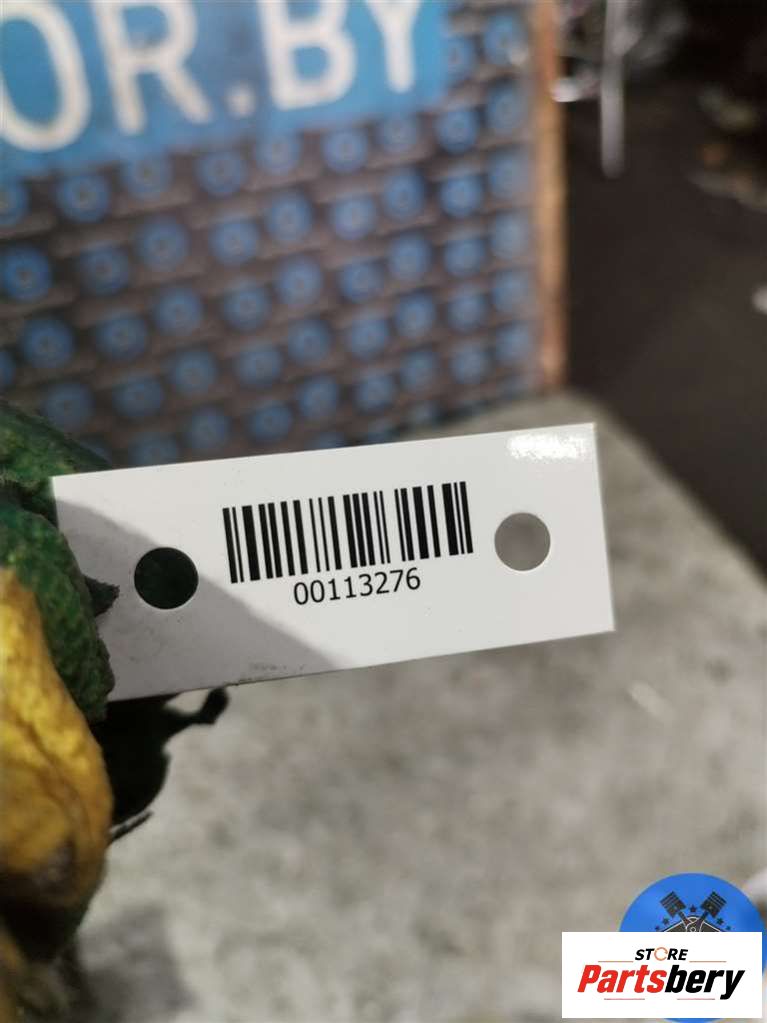 OR.BY
00113276
STORE
Partsbery